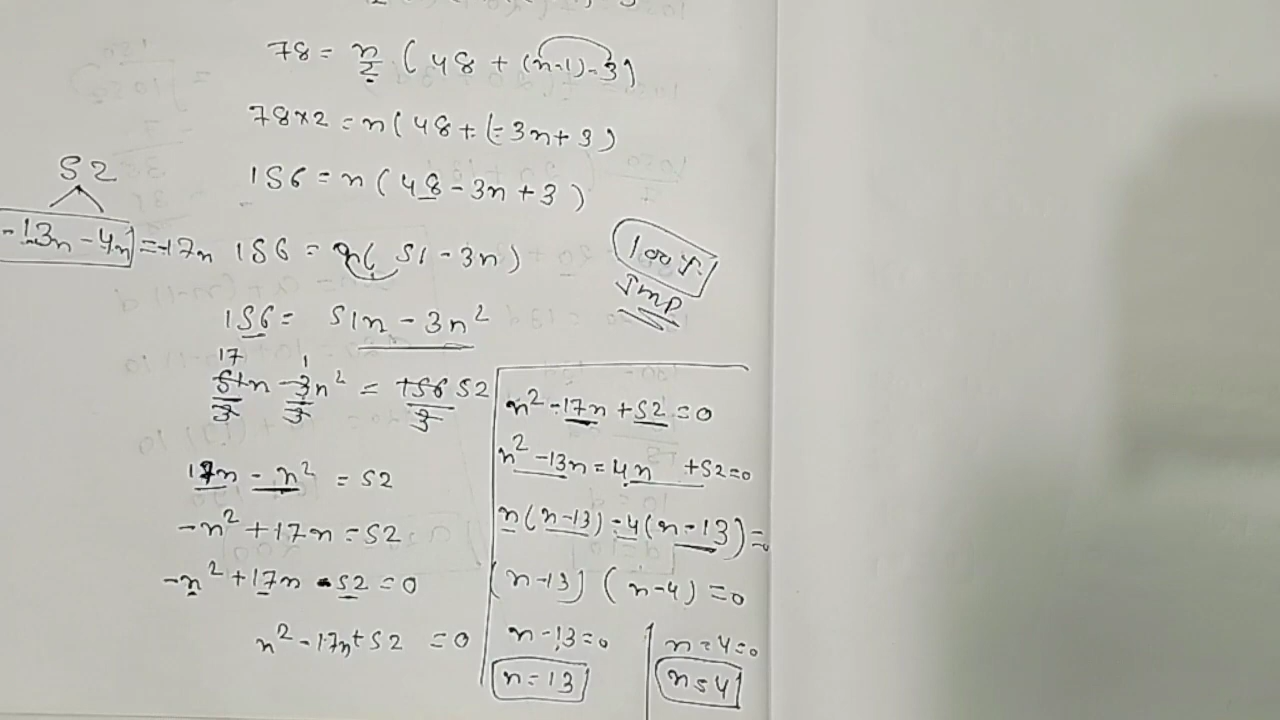 78 = n/2 (48 + (n-1)-3)
78×2 = n(48 + (-3n+3)
156 = n(48 - 3n + 3)
52
-13n - 4n = -17n
156 = n(51 - 3n)
100%
Imp
156 = 51n - 3n²
17 1
51n/3 - 3n²/3 = 156/3 52
17n - n² = 52
-n² + 17n = 52
-n² + 17n - 52 = 0
n² - 17n + 52 = 0
n² - 17n + 52 = 0
n² - 13n = 4n + 52 = 0
n(n-13) - 4(n-13) = 0
(n-13) (n-4) = 0
n - 13 = 0
n = 13
n - 4 = 0
n = 4